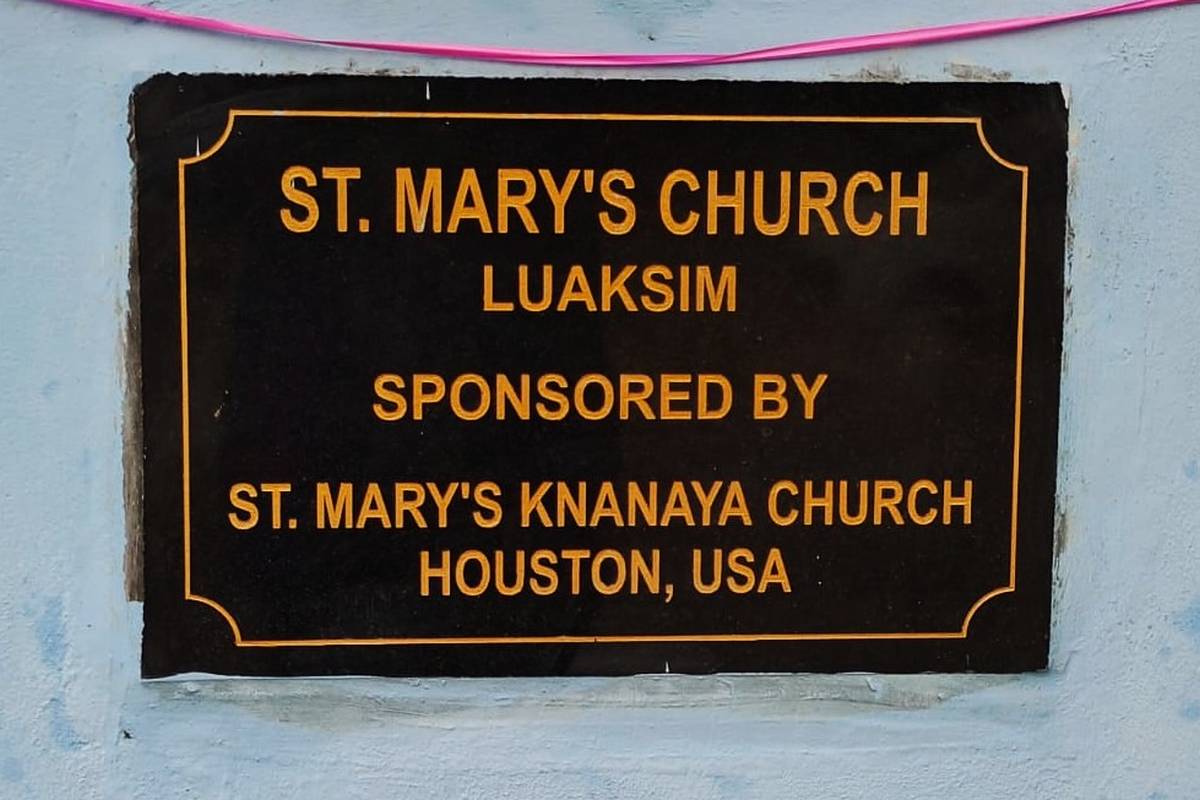 ST. MARY'S CHURCH
LUAKSIM
SPONSORED BY
ST. MARY'S KNANAYA CHURCH
HOUSTON, USA